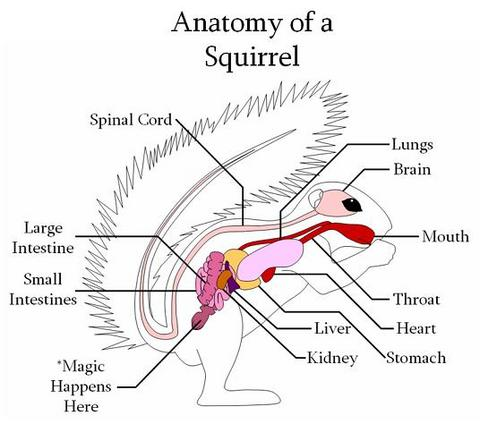 Anatomy of a
Squirrel
Spinal Cord
Lungs
Brain
Large
Intestine
Mouth
Small
Intestines
Throat
Liver
Heart
Kidney
Stomach
*Magic
Happens
Here